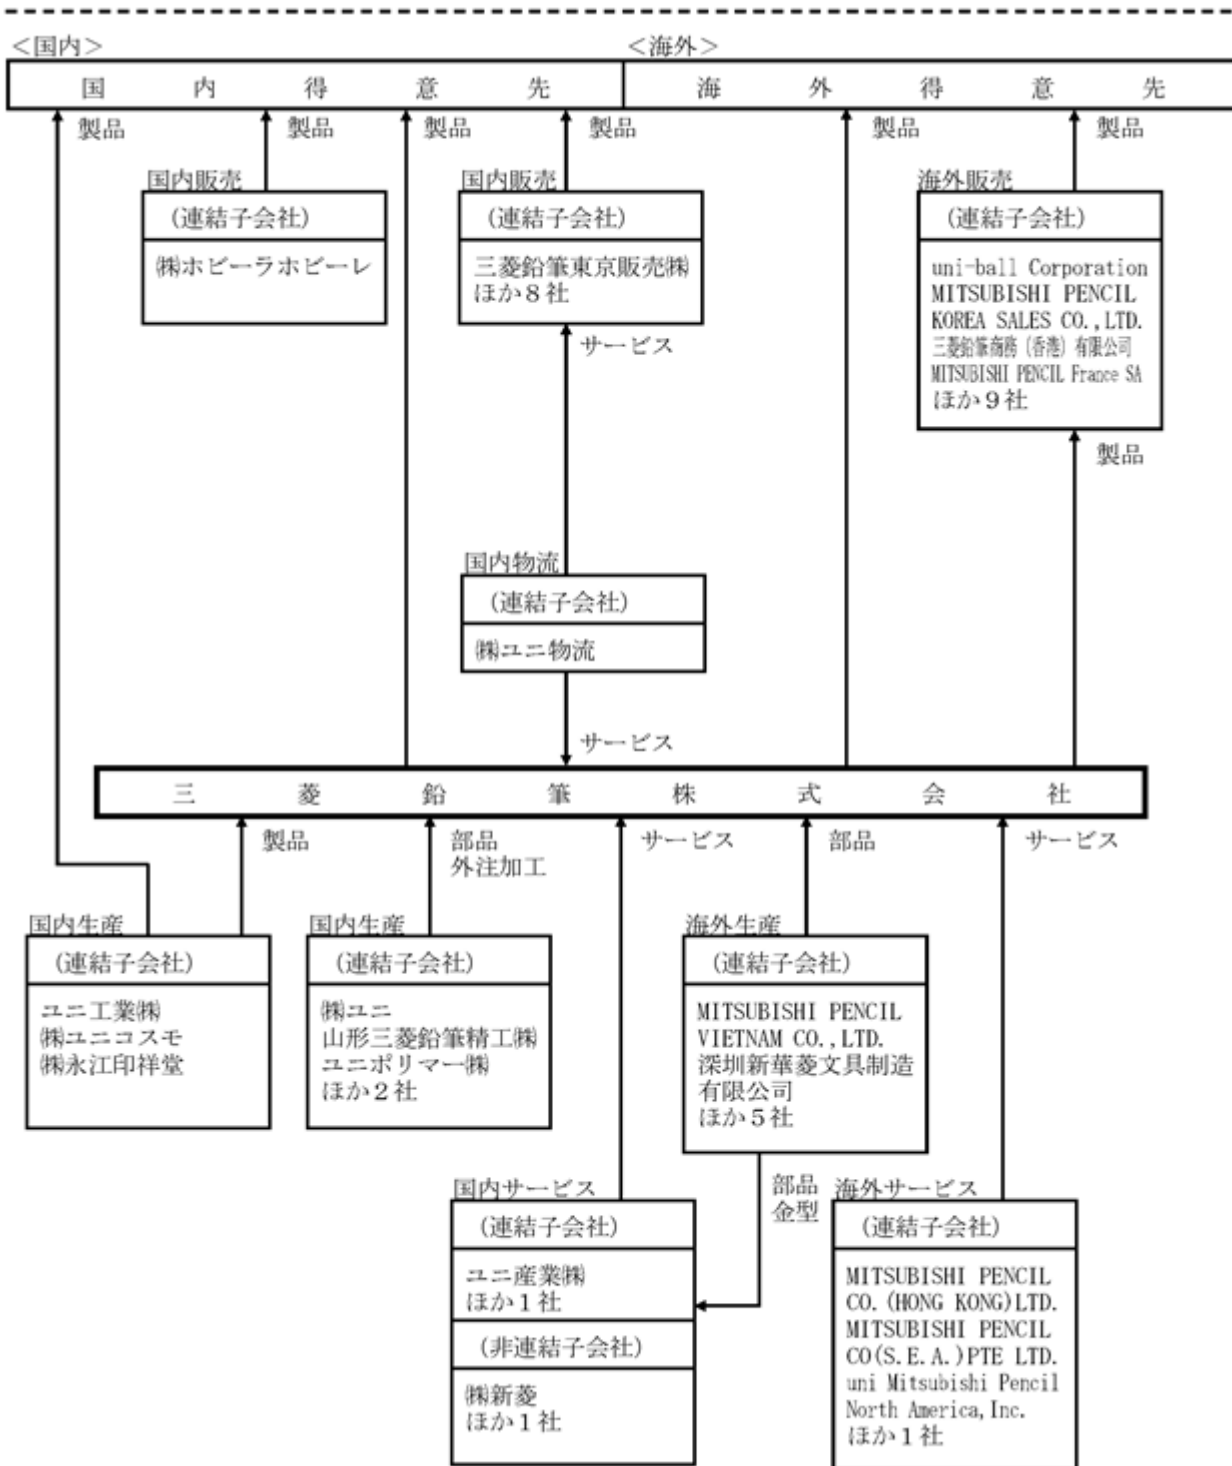 ＜国内＞
＜海外＞
国内得意先
海外得意先
製品
製品
製品
製品
製品
製品
国内販売
(連結子会社)
㈱ホビーラホビーレ
国内販売
(連結子会社)
三菱鉛筆東京販売㈱
ほか８社
海外販売
(連結子会社)
uni-ball Corporation
MITSUBISHI PENCIL
KOREA SALES CO.,LTD.
三菱鉛筆商務（香港）有限公司
MITSUBISHI PENCIL France SA
ほか９社
サービス
製品
国内物流
(連結子会社)
㈱ユニ物流
サービス
三菱鉛筆株式会社
製品
部品
外注加工
サービス
部品
サービス
国内生産
(連結子会社)
ユニ工業㈱
㈱ユニコスモ
㈱永江印祥堂
国内生産
(連結子会社)
㈱ユニ
山形三菱鉛筆精工㈱
ユニポリマー㈱
ほか２社
海外生産
(連結子会社)
MITSUBISHI PENCIL
VIETNAM CO.,LTD.
深圳新華菱文具制造
有限公司
ほか５社
部品
金型
国内サービス
(連結子会社)
ユニ産業㈱
ほか１社
(非連結子会社)
㈱新菱
ほか１社
海外サービス
(連結子会社)
MITSUBISHI PENCIL
CO.(HONG KONG)LTD.
MITSUBISHI PENCIL
CO(S.E.A.)PTE LTD.
uni Mitsubishi Pencil
North America,Inc.
ほか１社